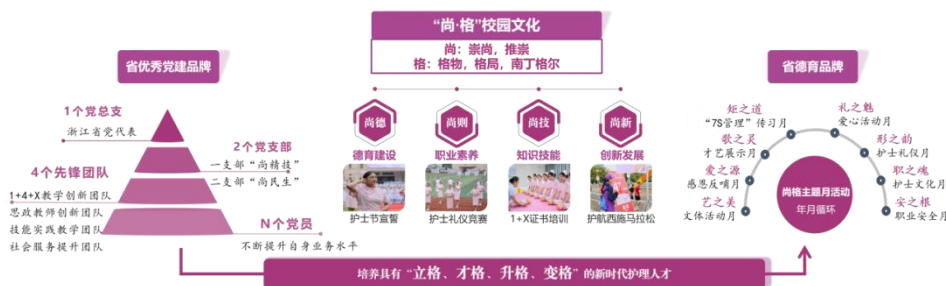 “尚·格”校园文化
尚：崇尚，推崇
格：格物，格局，南丁格尔
省优秀党建品牌
1个党总支
浙江省党代表
2个党支部
一支部“尚精技”
二支部“尚民生”
4个先锋团队
1+4+X教学创新团队
思政教师创新团队
技能实践教学团队
社会服务提升团队
N个党员
不断提升自身业务水平
尚德
德育建设
护士节宣誓
尚则
职业素养
护士礼仪竞赛
尚技
知识技能
1+X证书培训
尚新
创新发展
护航西施马拉松
省德育品牌
矩之道
“7S管理”传习月
歌之灵
才艺展示月
爱之源
感恩反哺月
艺之美
文体活动月
礼之魅
爱心活动月
形之韵
护士礼仪月
职之魂
护士文化月
安之根
职业安全月
尚格主题月活动
年月循环
培养具有“立格、才格、升格、变格”的新时代护理人才